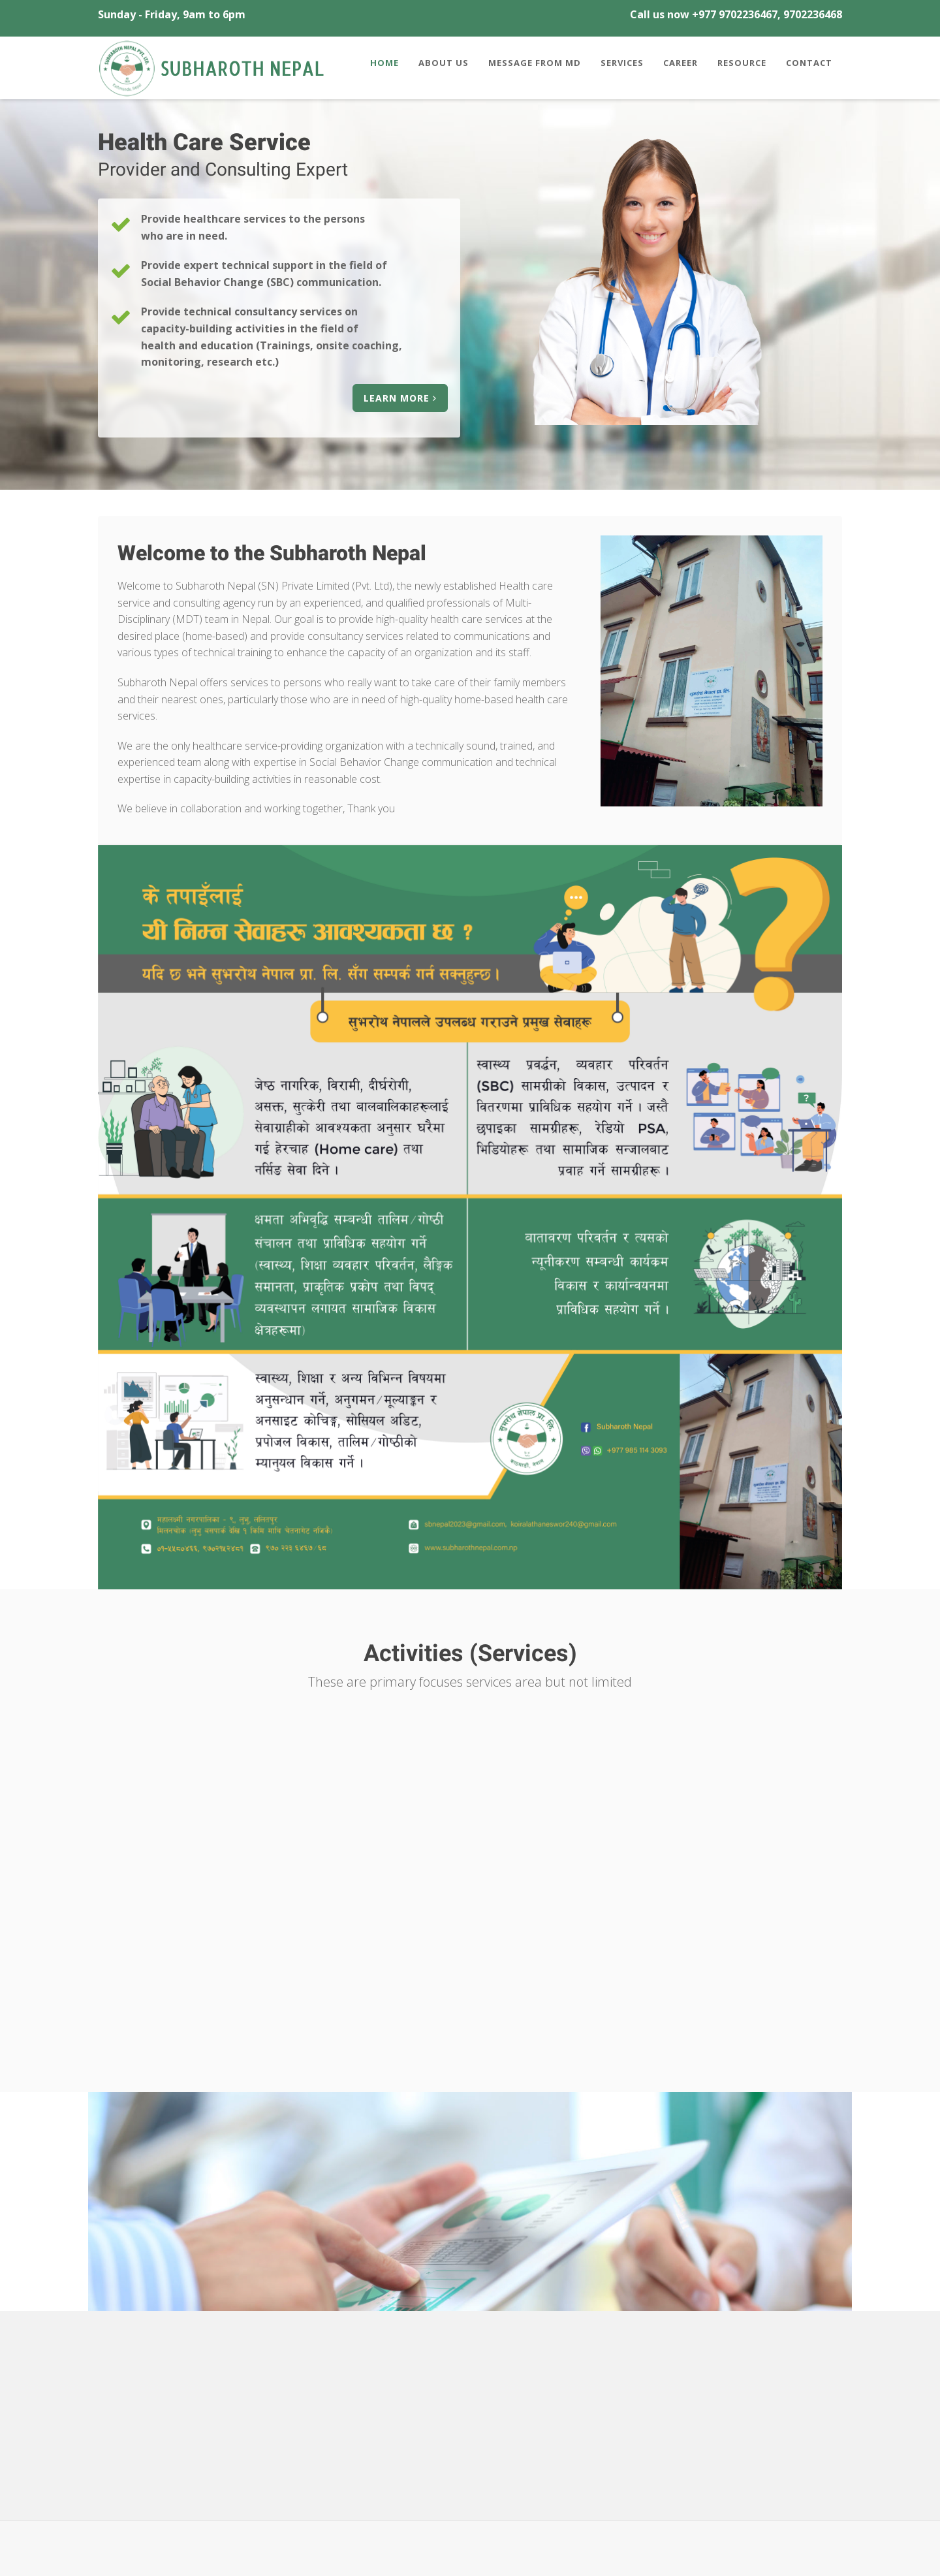 Sunday - Friday, 9am to 6pm
Call us now +977 9702236467, 9702236468
SUBHAROTH NEPAL
HOME
ABOUT US
MESSAGE FROM MD
SERVICES
CAREER
RESOURCE
CONTACT
Health Care Service
Provider and Consulting Expert
Provide healthcare services to the persons
who are in need.
Provide expert technical support in the field of
Social Behavior Change (SBC) communication.
Provide technical consultancy services on
capacity-building activities in the field of
health and education (Trainings, onsite coaching,
monitoring, research etc.)
LEARN MORE ›
Welcome to the Subharoth Nepal
Welcome to Subharoth Nepal (SN) Private Limited (Pvt. Ltd), the newly established Health care
service and consulting agency run by an experienced, and qualified professionals of Multi-
Disciplinary (MDT) team in Nepal. Our goal is to provide high-quality health care services at the
desired place (home-based) and provide consultancy services related to communications and
various types of technical training to enhance the capacity of an organization and its staff.
Subharoth Nepal offers services to persons who really want to take care of their family members
and their nearest ones, particularly those who are in need of high-quality home-based health care
services.
We are the only healthcare service-providing organization with a technically sound, trained, and
experienced team along with expertise in Social Behavior Change communication and technical
expertise in capacity-building activities in reasonable cost.
We believe in collaboration and working together, Thank you
के तपाइँलाई
यी निम्न सेवाहरू आवश्यकता छ ?
यदि छ भने सुभरोथ नेपाल प्रा. लि. सँग सम्पर्क गर्न सक्नुहुन्छ ।
सुभरोथ नेपालले उपलब्ध गराउने प्रमुख सेवाहरू
जेष्ठ नागरिक, विरामी, दीर्घरोगी,
असक्त, सुत्केरी तथा बालबालिकाहरूलाई
सेवाग्राहीको आवश्यकता अनुसार घरैमा
गई हेरचाह (Home care) तथा
नर्सिङ सेवा दिने ।
स्वास्थ्य प्रबर्द्धन, व्यवहार परिवर्तन
(SBC) सामग्रीको विकास, उत्पादन र
वितरणमा प्राविधिक सहयोग गर्ने । जस्तै
छपाइका सामग्रीहरू, रेडियो PSA,
भिडियोहरू तथा सामाजिक सन्जालबाट
प्रवाह गर्ने सामग्रीहरू ।
क्षमता अभिवृद्धि सम्बन्धी तालिम/गोष्ठी
संचालन तथा प्राविधिक सहयोग गर्ने
(स्वास्थ्य, शिक्षा व्यवहार परिवर्तन, लैङ्गिक
समानता, प्राकृतिक प्रकोप तथा विपद्
व्यवस्थापन लगायत सामाजिक विकास
क्षेत्रहरूमा)
वातावरण परिवर्तन र त्यसको
न्यूनीकरण सम्बन्धी कार्यक्रम
विकास र कार्यान्वयनमा
प्राविधिक सहयोग गर्ने ।
स्वास्थ्य, शिक्षा र अन्य विभिन्न विषयमा
अनुसन्धान गर्ने, अनुगमन/मूल्याङ्कन र
अनसाइट कोचिङ्ग, सोसियल अडिट,
प्रपोजल विकास, तालिम/गोष्ठीको
म्यानुयल विकास गर्ने ।
Subharoth Nepal
+977 985 114 3093
sbnepal2023@gmail.com, koiralathaneswor240@gmail.com
www.subharothnepal.com.np
Activities (Services)
These are primary focuses services area but not limited